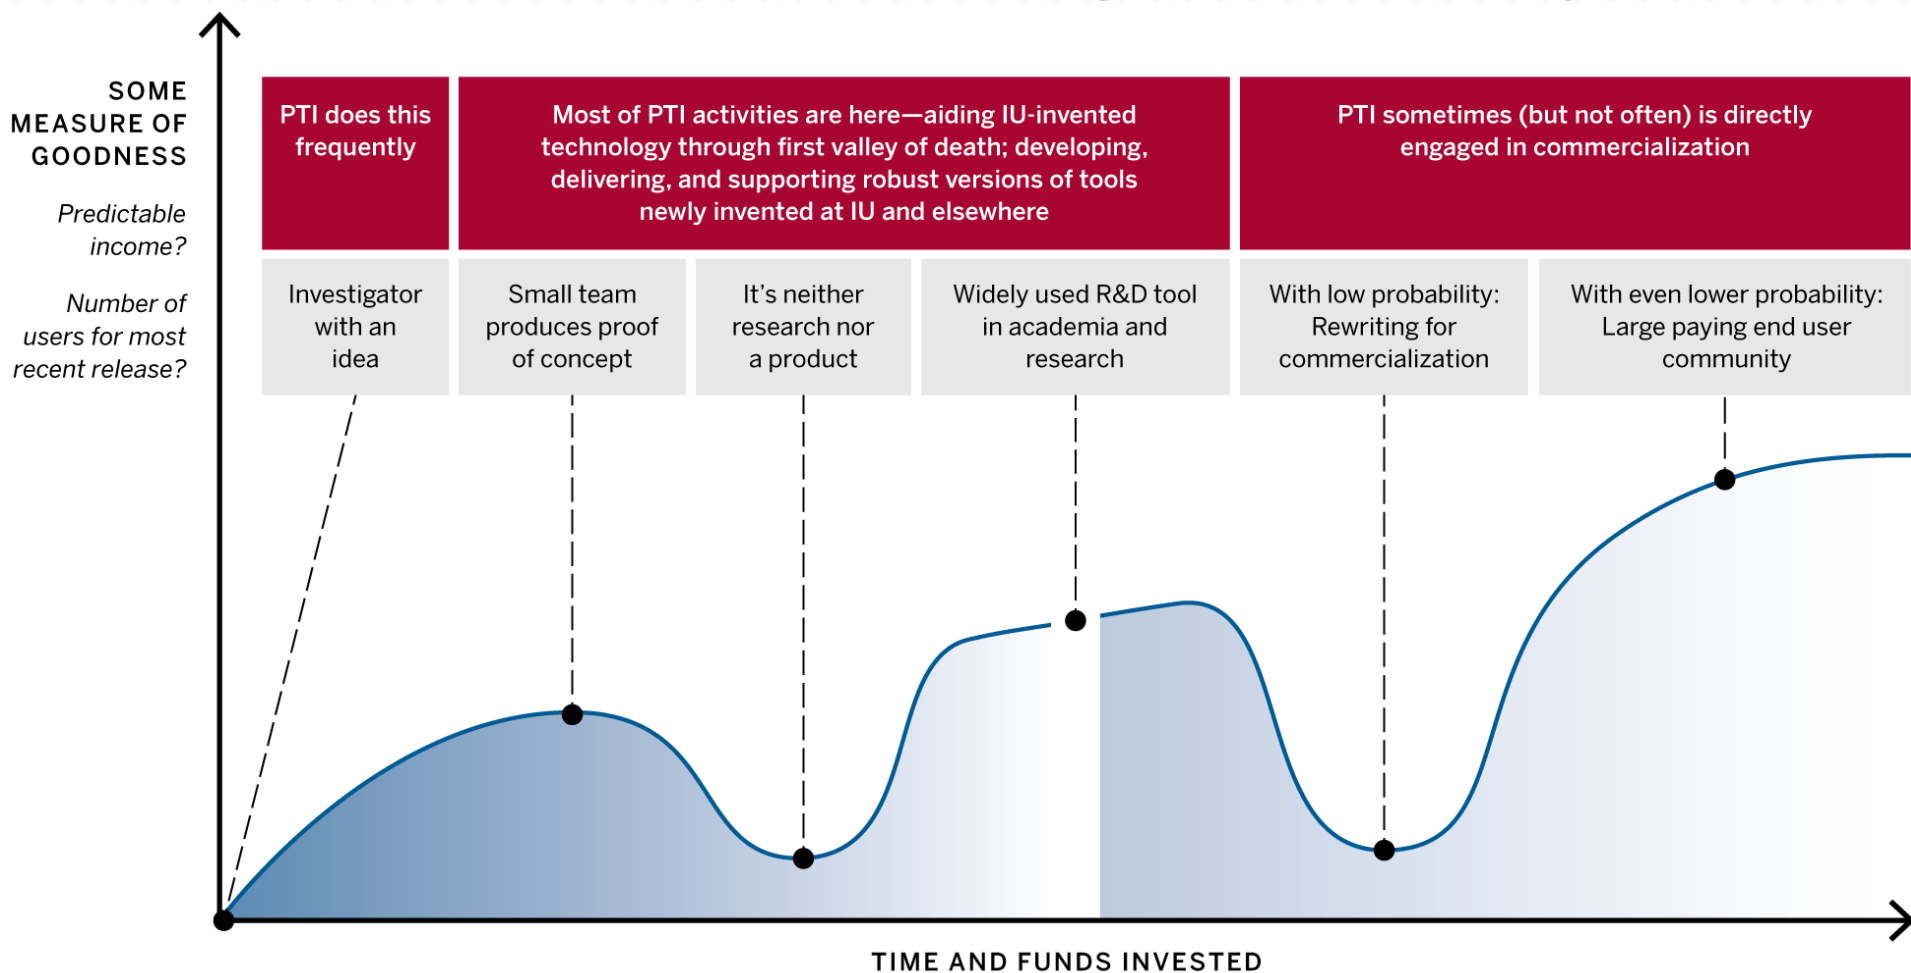 SOME
MEASURE OF
GOODNESS
Predictable
income?
Number of
users for most
recent release?
PTI does this
frequently
Most of PTI activities are here—aiding IU-invented
technology through first valley of death; developing,
delivering, and supporting robust versions of tools
newly invented at IU and elsewhere
PTI sometimes (but not often) is directly
engaged in commercialization
Investigator
with an
idea
Small team
produces proof
of concept
It’s neither
research nor
a product
Widely used R&D tool
in academia and
research
With low probability:
Rewriting for
commercialization
With even lower probability:
Large paying end user
community
TIME AND FUNDS INVESTED